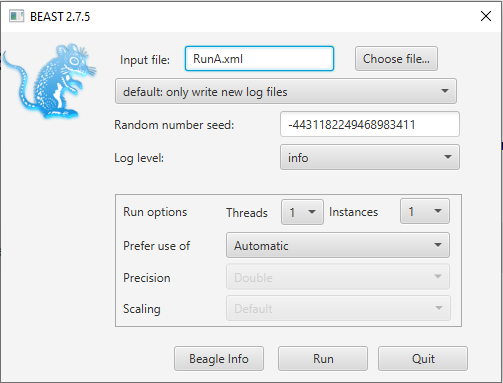 BEAST 2.7.5
Input file: RunA.xml Choose file...
default: only write new log files
Random number seed: -4431182249468983411
Log level: info
Run options Threads 1 Instances 1
Prefer use of Automatic
Precision Double
Scaling Default
Beagle Info Run Quit